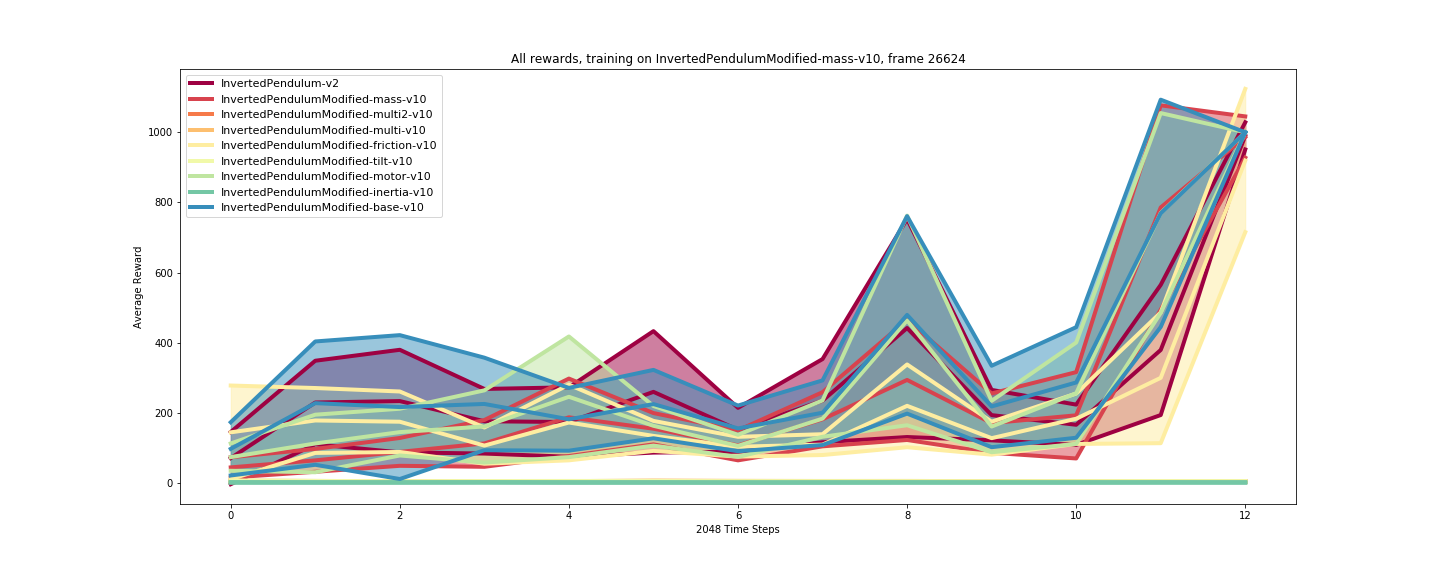 All rewards, training on InvertedPendulumModified-mass-v10, frame 26624
InvertedPendulum-v2
InvertedPendulumModified-mass-v10
InvertedPendulumModified-multi2-v10
InvertedPendulumModified-multi-v10
InvertedPendulumModified-friction-v10
InvertedPendulumModified-tilt-v10
InvertedPendulumModified-motor-v10
InvertedPendulumModified-inertia-v10
InvertedPendulumModified-base-v10
Average Reward
1000
800
600
400
200
0
0 2 4 6 8 10 12
2048 Time Steps